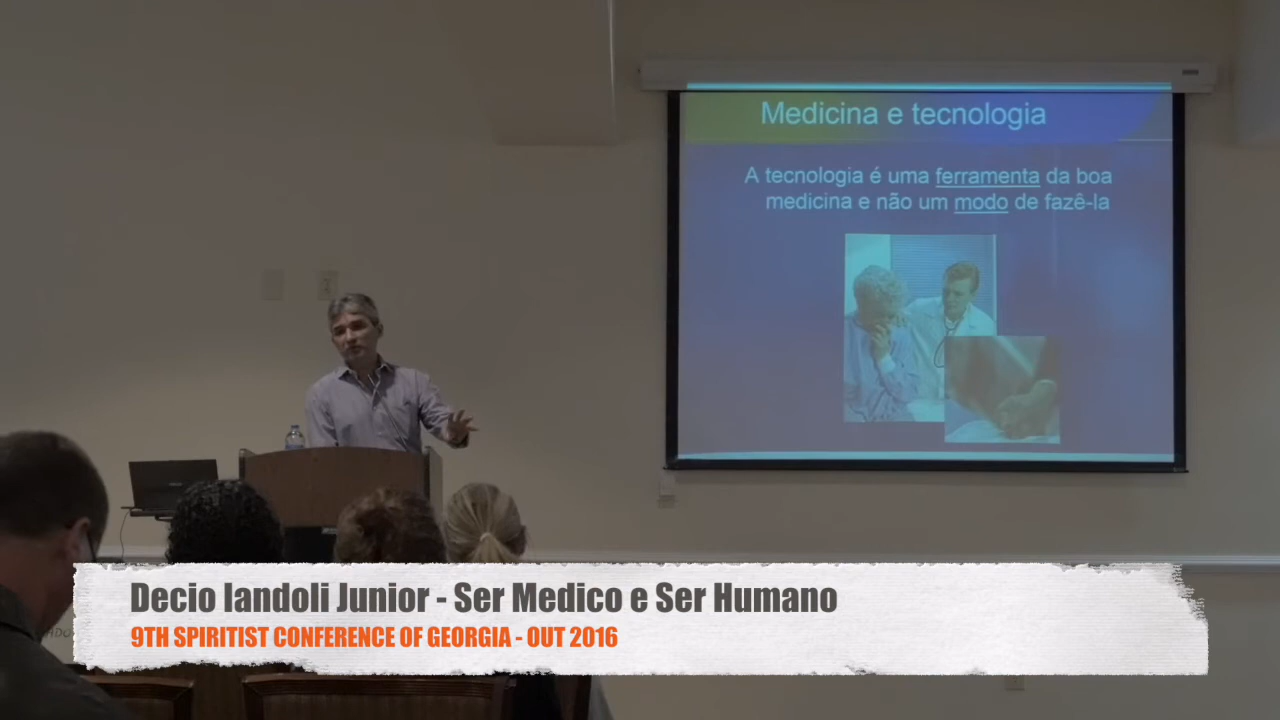 Medicina e tecnologia
A tecnologia é uma ferramenta da boa
medicina e não um modo de fazê-la
Decio Iandoli Junior - Ser Medico e Ser Humano
9TH SPIRITIST CONFERENCE OF GEORGIA - OUT 2016